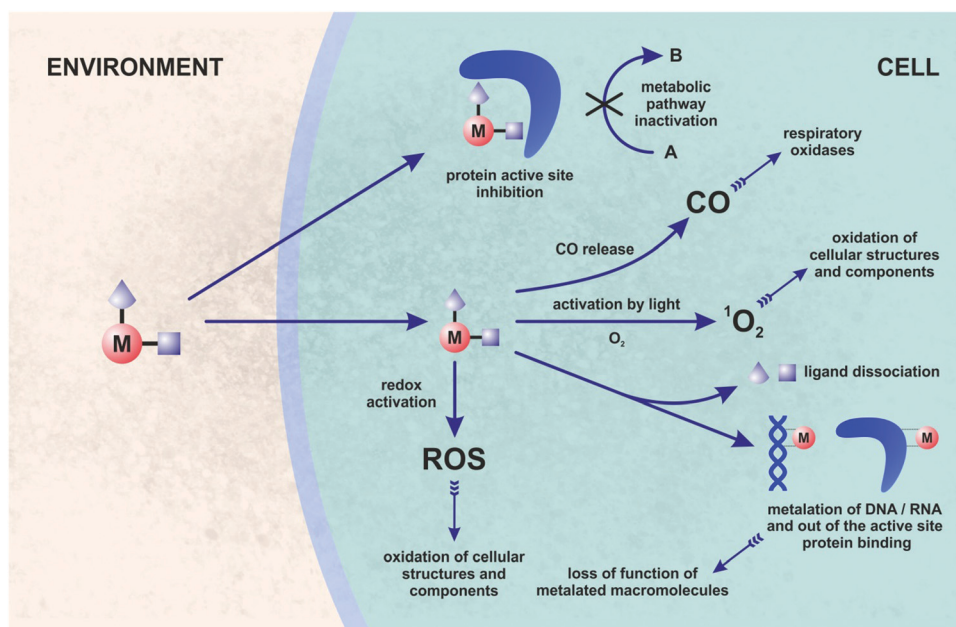 ENVIRONMENT
CELL
B
metabolic
pathway
inactivation
A
M
protein active site
inhibition
respiratory
oxidases
CO
CO release
oxidation of
cellular structures
and components
activation by light
¹O₂
O₂
M
M
redox
activation
ligand dissociation
ROS
M
M
metalation of DNA / RNA
and out of the active site
protein binding
oxidation of cellular
structures and
components
loss of function of
metalated macromolecules